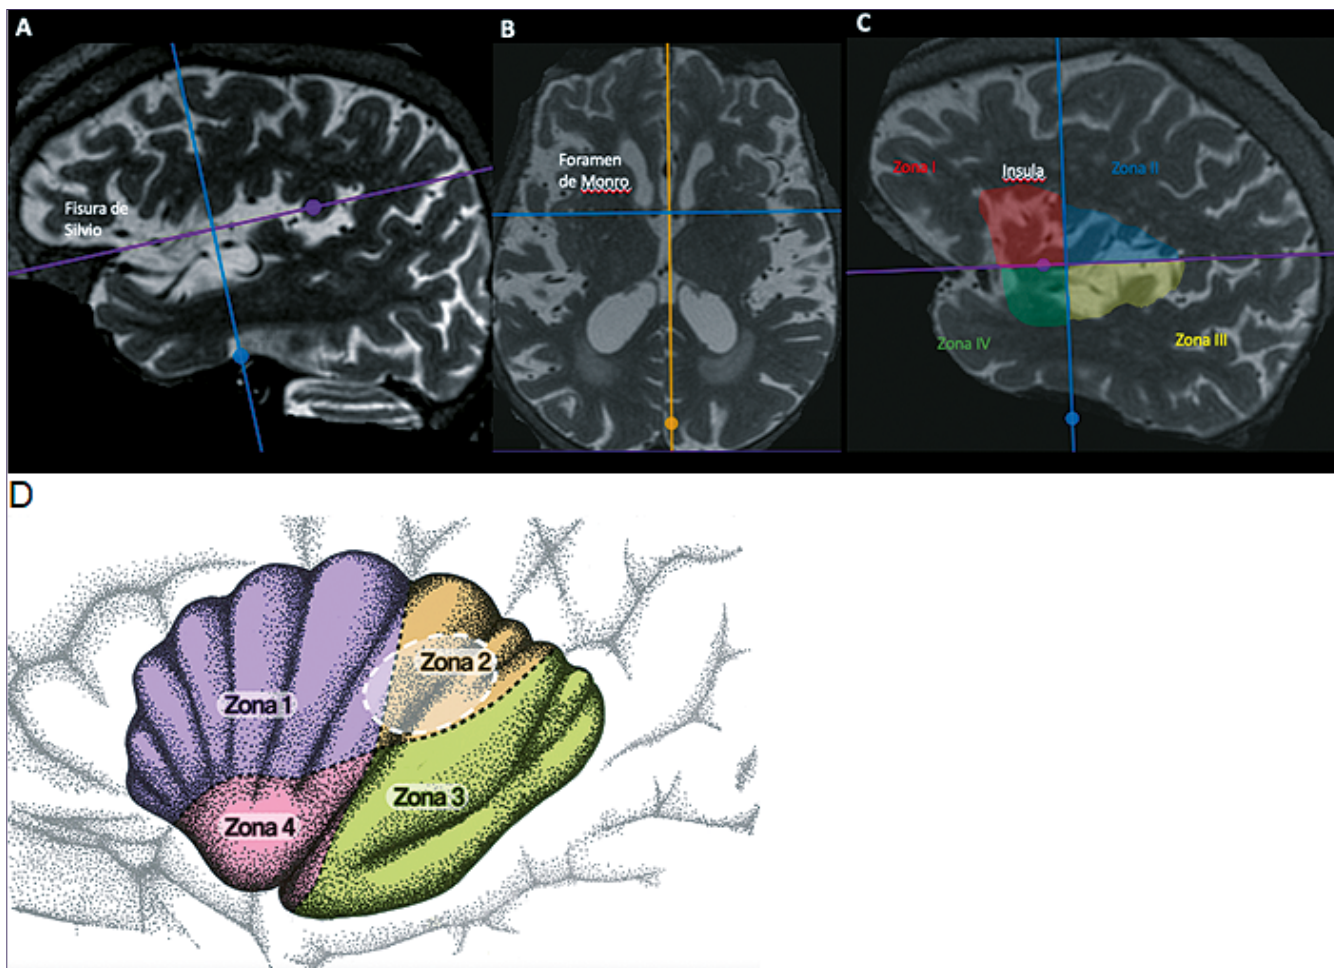 A
B
C
Fisura de
Silvio
Foramen
de Monro
Zona I
Insula
Zona II
Zona IV
Zona III
D
Zona 1
Zona 2
Zona 3
Zona 4